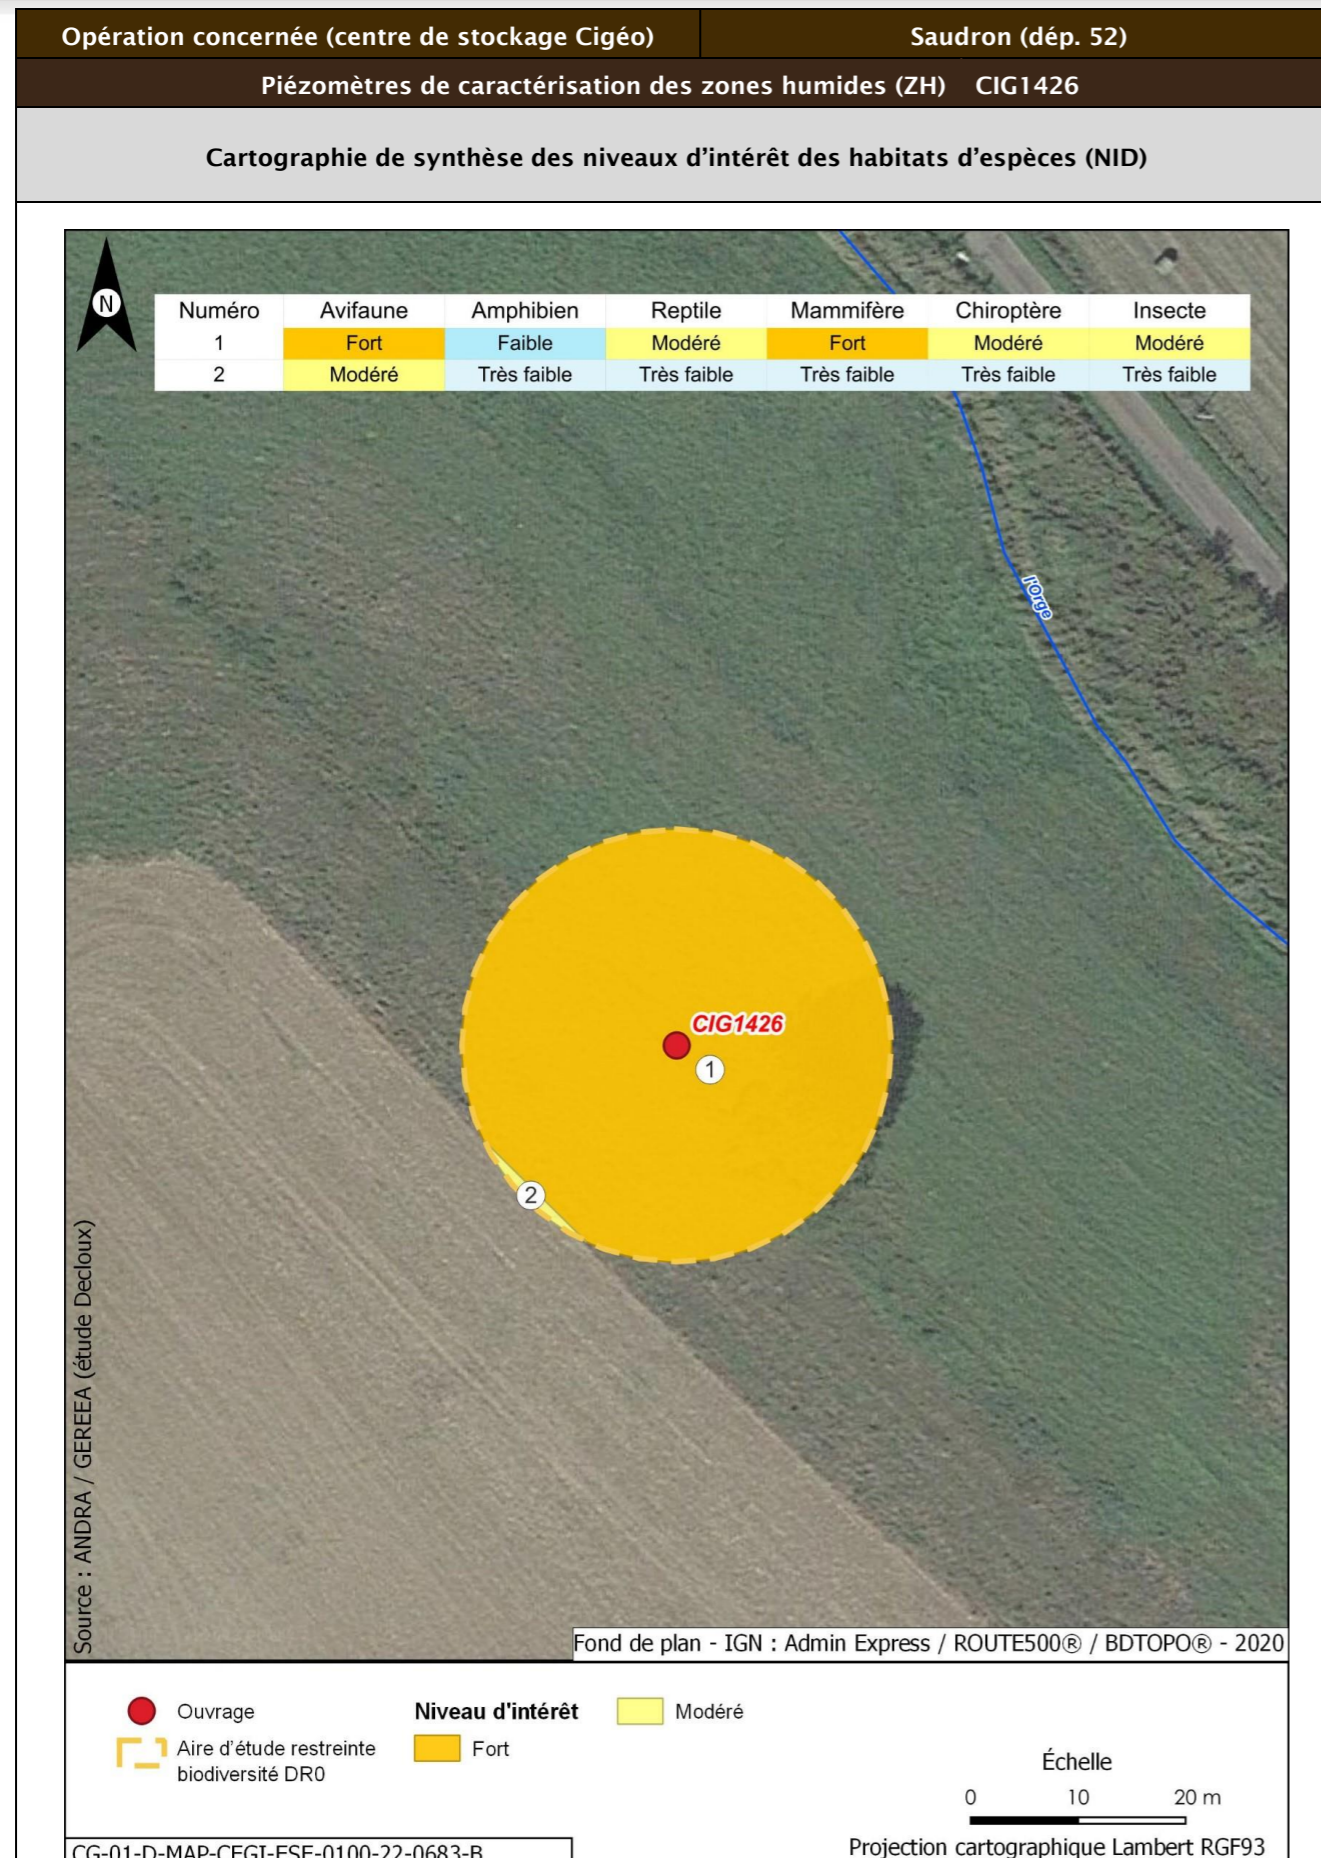 Opération concernée (centre de stockage Cigéo) Saudron (dép. 52)
Piézomètres de caractérisation des zones humides (ZH) CIG1426
Cartographie de synthèse des niveaux d'intérêt des habitats d'espèces (NID)
N
Numéro Avifaune Amphibien Reptile Mammifère Chiroptère Insecte
1 Fort Faible Modéré Fort Modéré Modéré
2 Modéré Très faible Très faible Très faible Très faible Très faible
l'Orge
CIG1426
1
2
Source : ANDRA / GEREEA (étude Decloux)
Fond de plan - IGN : Admin Express / ROUTE500® / BDTOPO® - 2020
Ouvrage
Aire d'étude restreinte
biodiversité DR0
Niveau d'intérêt
Fort
Modéré
Échelle
0 10 20 m
Projection cartographique Lambert RGF93
CG-01-D-MAP-CEGI-ESE-0100-22-0683-B